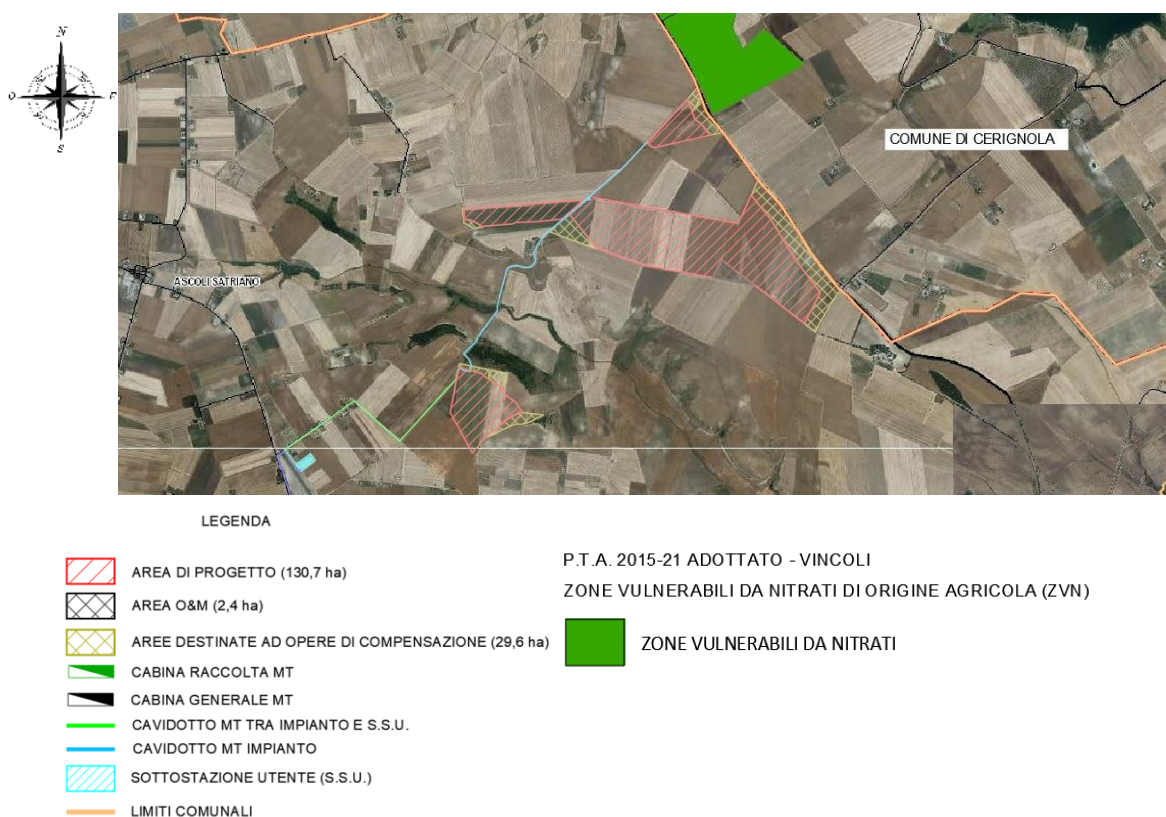 N
O
E
S
COMUNE DI CERIGNOLA
ASCOLI SATRIANO
LEGENDA
AREA DI PROGETTO (130,7 ha)
AREA O&M (2,4 ha)
AREE DESTINATE AD OPERE DI COMPENSAZIONE (29,6 ha)
CABINA RACCOLTA MT
CABINA GENERALE MT
CAVIDOTTO MT TRA IMPIANTO E S.S.U.
CAVIDOTTO MT IMPIANTO
SOTTOSTAZIONE UTENTE (S.S.U.)
LIMITI COMUNALI
P.T.A. 2015-21 ADOTTATO - VINCOLI
ZONE VULNERABILI DA NITRATI DI ORIGINE AGRICOLA (ZVN)
ZONE VULNERABILI DA NITRATI